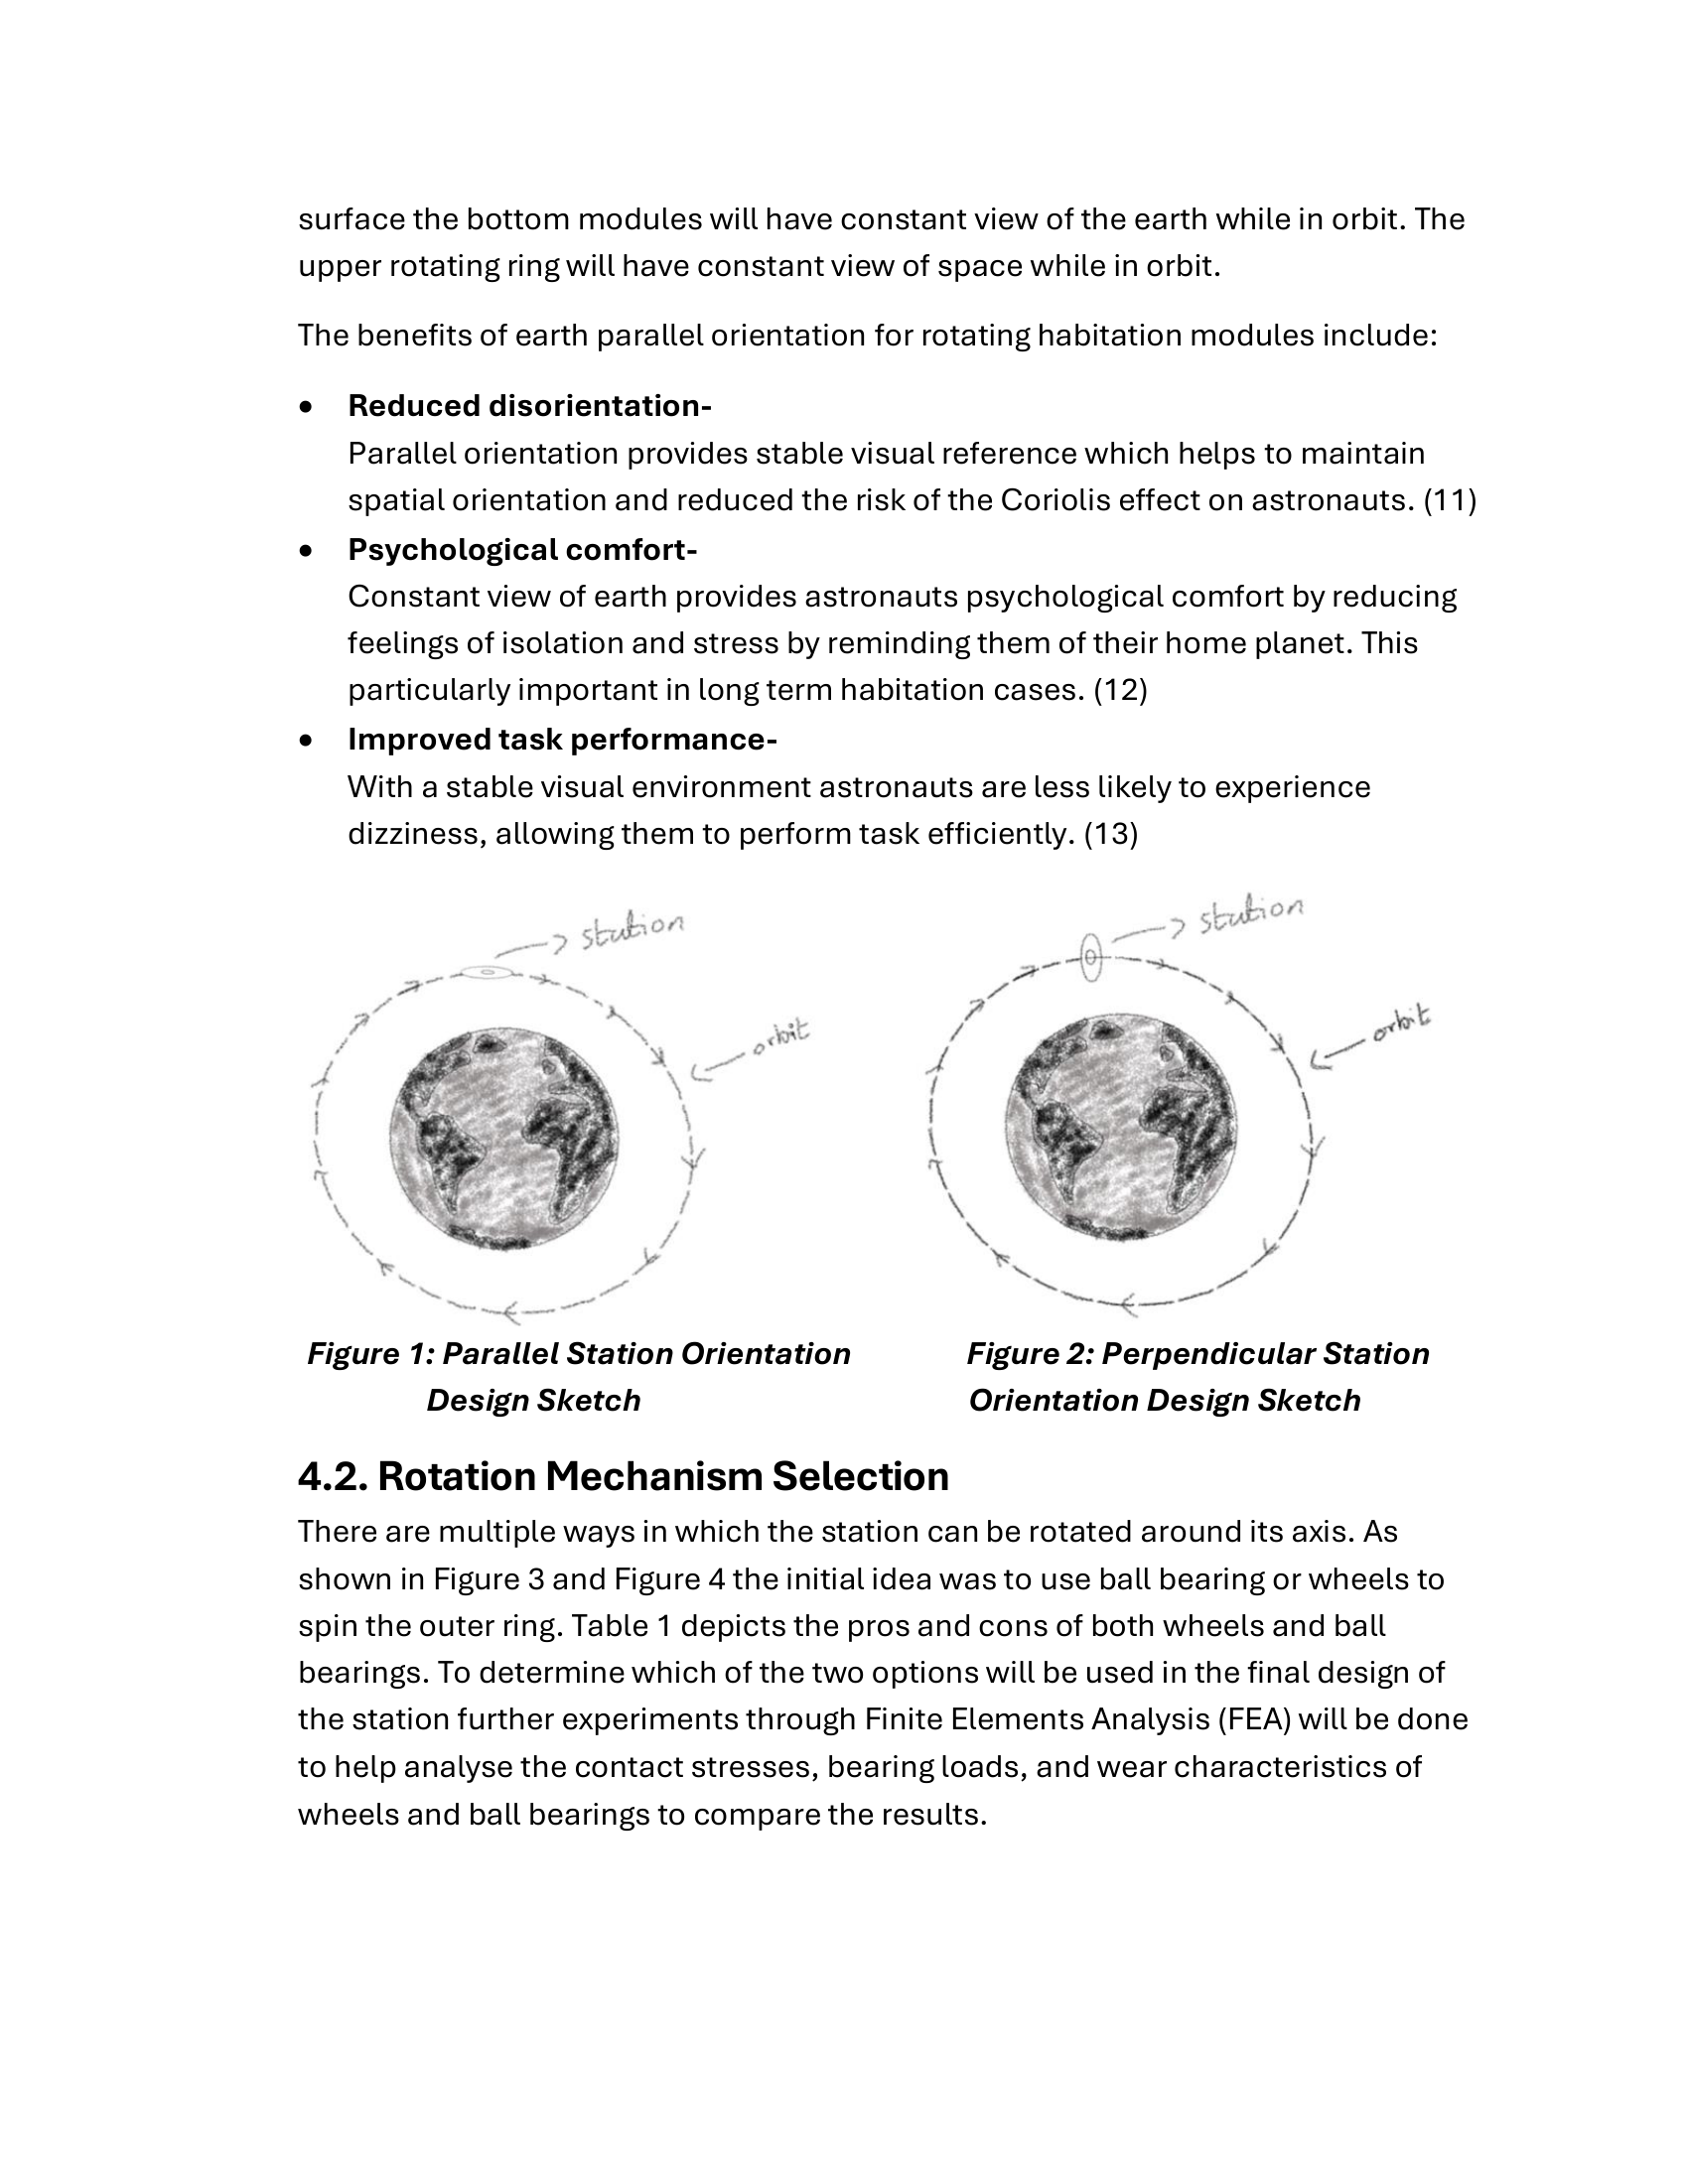 surface the bottom modules will have constant view of the earth while in orbit. The
upper rotating ring will have constant view of space while in orbit.
The benefits of earth parallel orientation for rotating habitation modules include:
• Reduced disorientation-
Parallel orientation provides stable visual reference which helps to maintain
spatial orientation and reduced the risk of the Coriolis effect on astronauts. (11)
• Psychological comfort-
Constant view of earth provides astronauts psychological comfort by reducing
feelings of isolation and stress by reminding them of their home planet. This
particularly important in long term habitation cases. (12)
• Improved task performance-
With a stable visual environment astronauts are less likely to experience
dizziness, allowing them to perform task efficiently. (13)
station
orbit
station
orbit
Figure 1: Parallel Station Orientation
Design Sketch
Figure 2: Perpendicular Station
Orientation Design Sketch
4.2. Rotation Mechanism Selection
There are multiple ways in which the station can be rotated around its axis. As
shown in Figure 3 and Figure 4 the initial idea was to use ball bearing or wheels to
spin the outer ring. Table 1 depicts the pros and cons of both wheels and ball
bearings. To determine which of the two options will be used in the final design of
the station further experiments through Finite Elements Analysis (FEA) will be done
to help analyse the contact stresses, bearing loads, and wear characteristics of
wheels and ball bearings to compare the results.